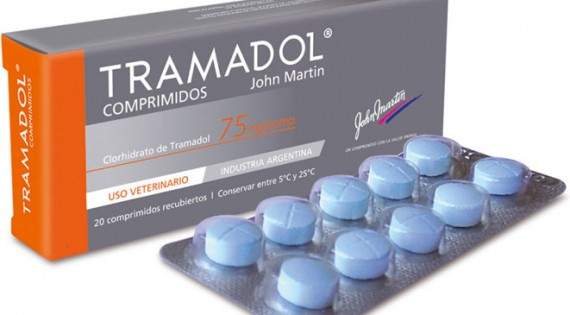 TRAMADOL®
John Martin
COMPRIMIDOS
Clorhidrato de Tramadol 75 mg/comp
INDUSTRIA ARGENTINA
USO VETERINARIO
20 comprimidos recubiertos | Conservar entre 5°C y 25°C
John Martin
UN COMPROMISO CON LA SALUD ANIMAL
TRAMADOL®
COMPRIMIDOS